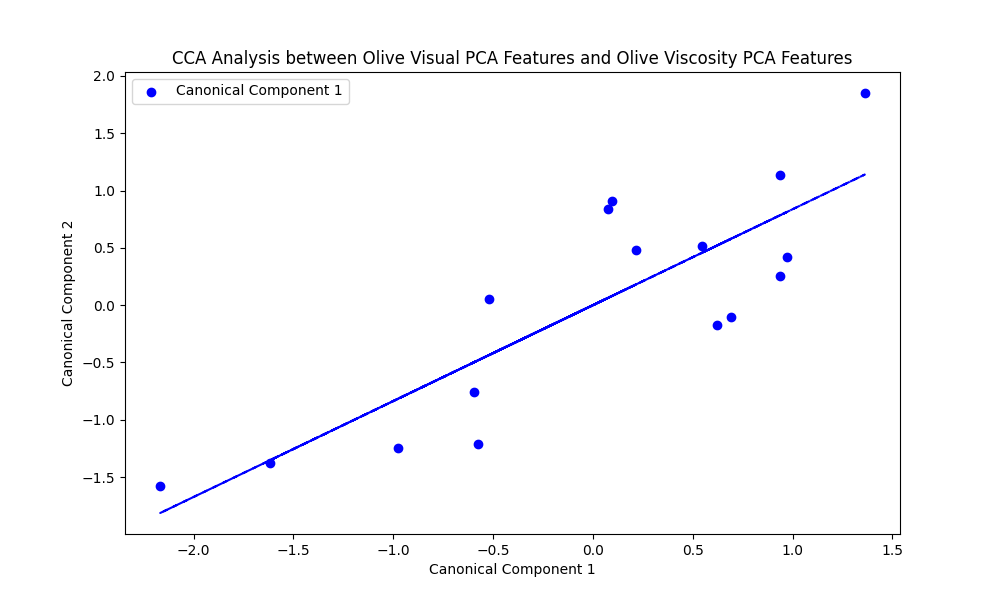 CCA Analysis between Olive Visual PCA Features and Olive Viscosity PCA Features
Canonical Component 1
2.0
1.5
1.0
0.5
0.0
−0.5
−1.0
−1.5
Canonical Component 2
−2.0 −1.5 −1.0 −0.5 0.0 0.5 1.0 1.5
Canonical Component 1